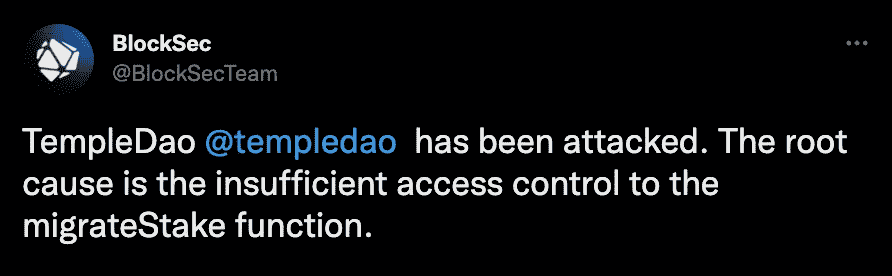 BlockSec
@BlockSecTeam
TempleDao @templedao has been attacked. The root
cause is the insufficient access control to the
migrateStake function.